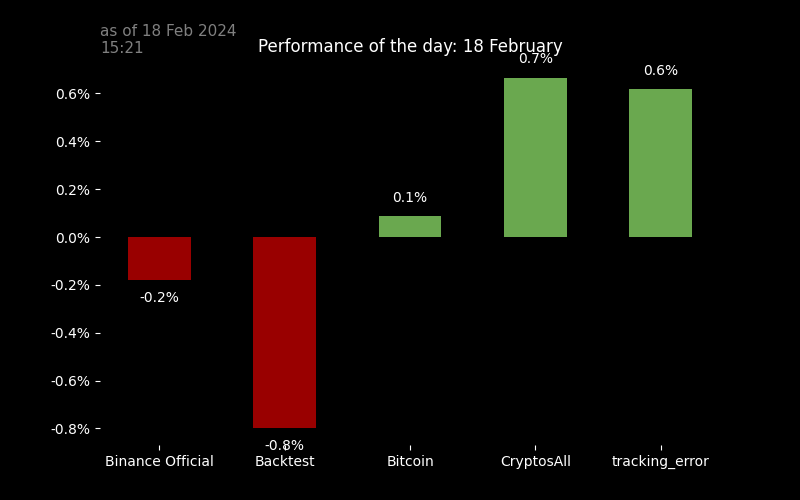 as of 18 Feb 2024
15:21
Performance of the day: 18 February
0.6%
0.4%
0.2%
0.0%
-0.2%
-0.4%
-0.6%
-0.8%
-0.2%
-0.8%
0.1%
0.7%
0.6%
Binance Official
Backtest
Bitcoin
CryptosAll
tracking_error